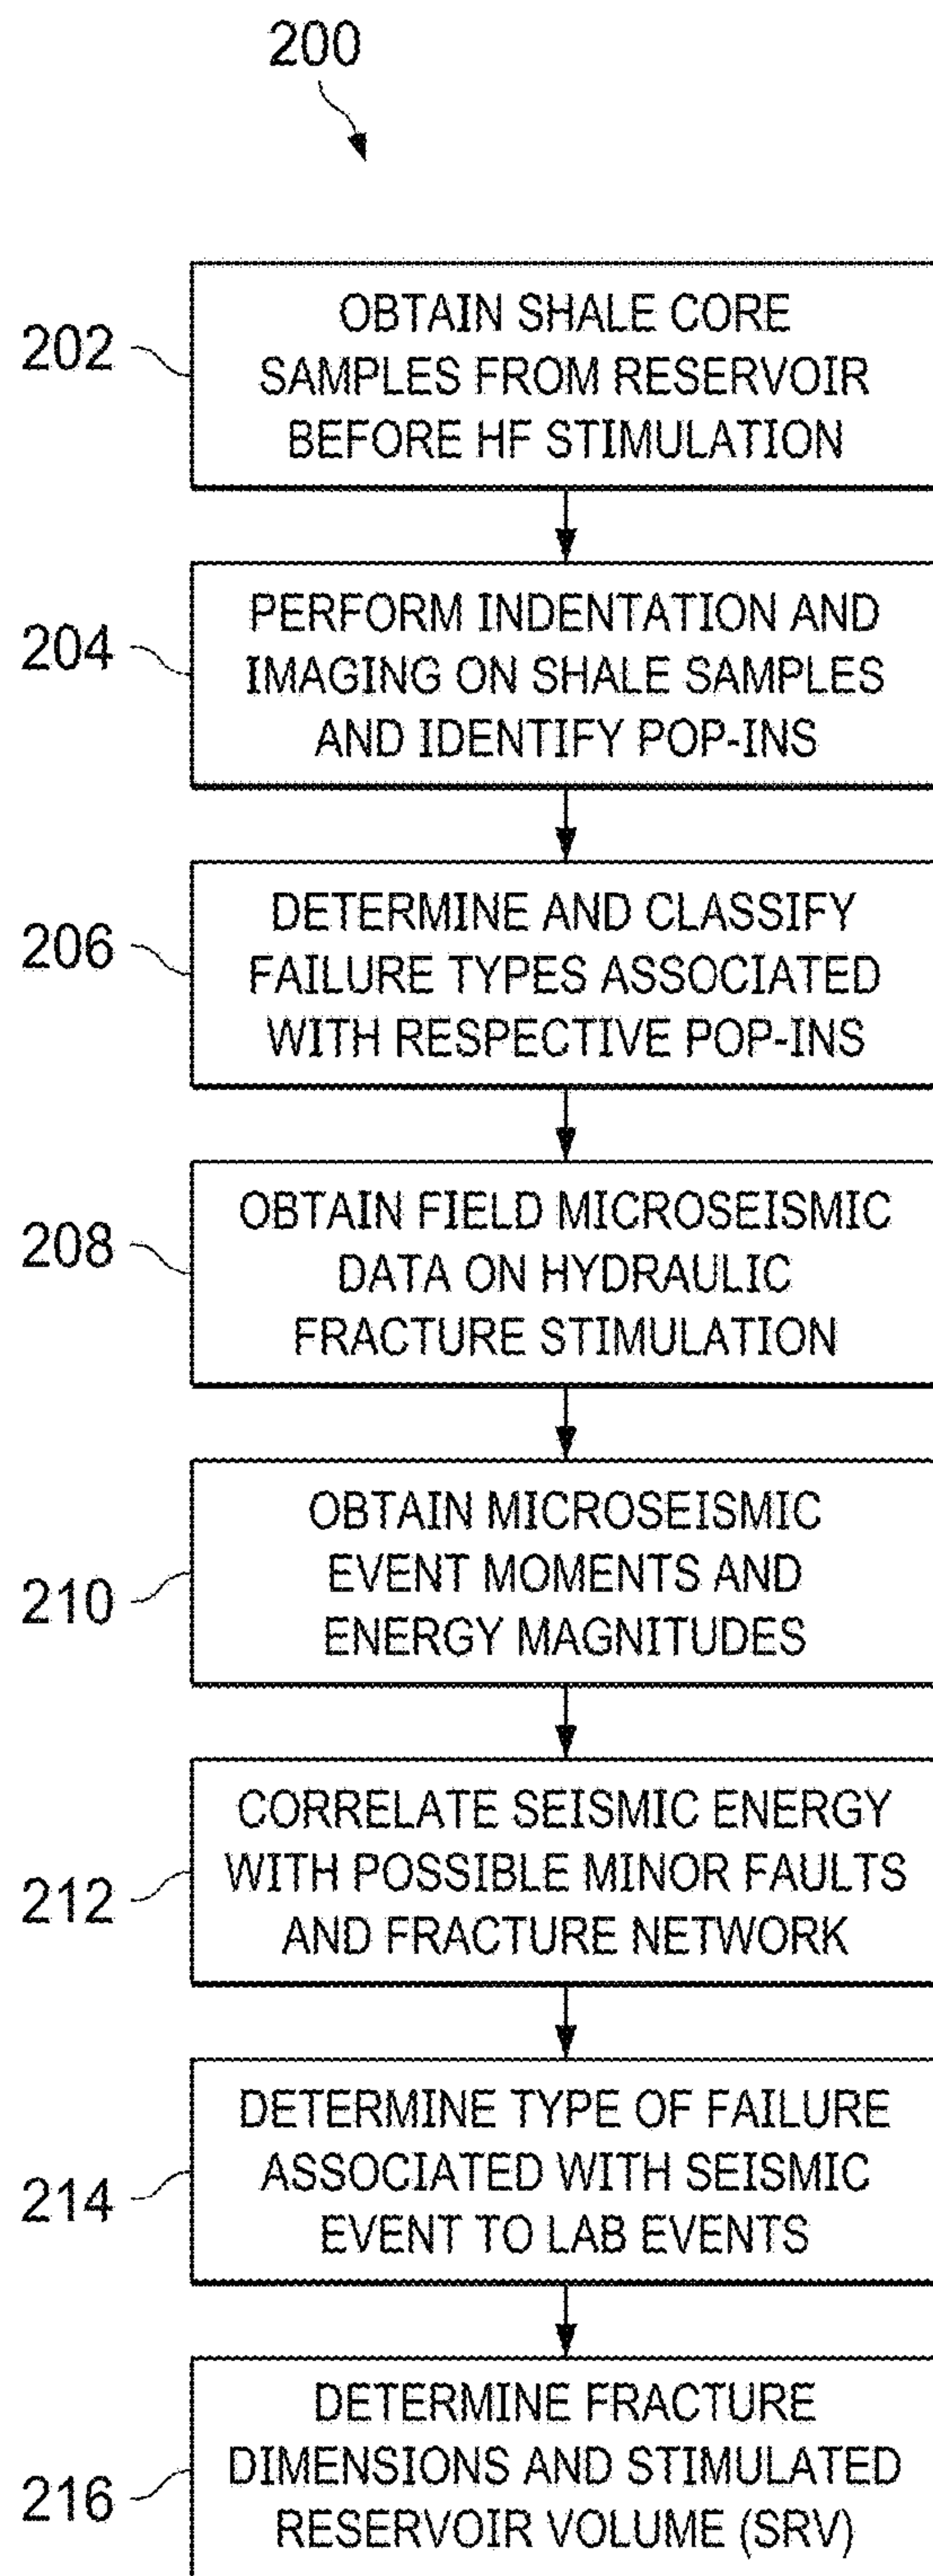 200
202
OBTAIN SHALE CORE
SAMPLES FROM RESERVOIR
BEFORE HF STIMULATION
204
PERFORM INDENTATION AND
IMAGING ON SHALE SAMPLES
AND IDENTIFY POP-INS
206
DETERMINE AND CLASSIFY
FAILURE TYPES ASSOCIATED
WITH RESPECTIVE POP-INS
208
OBTAIN FIELD MICROSEISMIC
DATA ON HYDRAULIC
FRACTURE STIMULATION
210
OBTAIN MICROSEISMIC
EVENT MOMENTS AND
ENERGY MAGNITUDES
212
CORRELATE SEISMIC ENERGY
WITH POSSIBLE MINOR FAULTS
AND FRACTURE NETWORK
214
DETERMINE TYPE OF FAILURE
ASSOCIATED WITH SEISMIC
EVENT TO LAB EVENTS
216
DETERMINE FRACTURE
DIMENSIONS AND STIMULATED
RESERVOIR VOLUME (SRV)